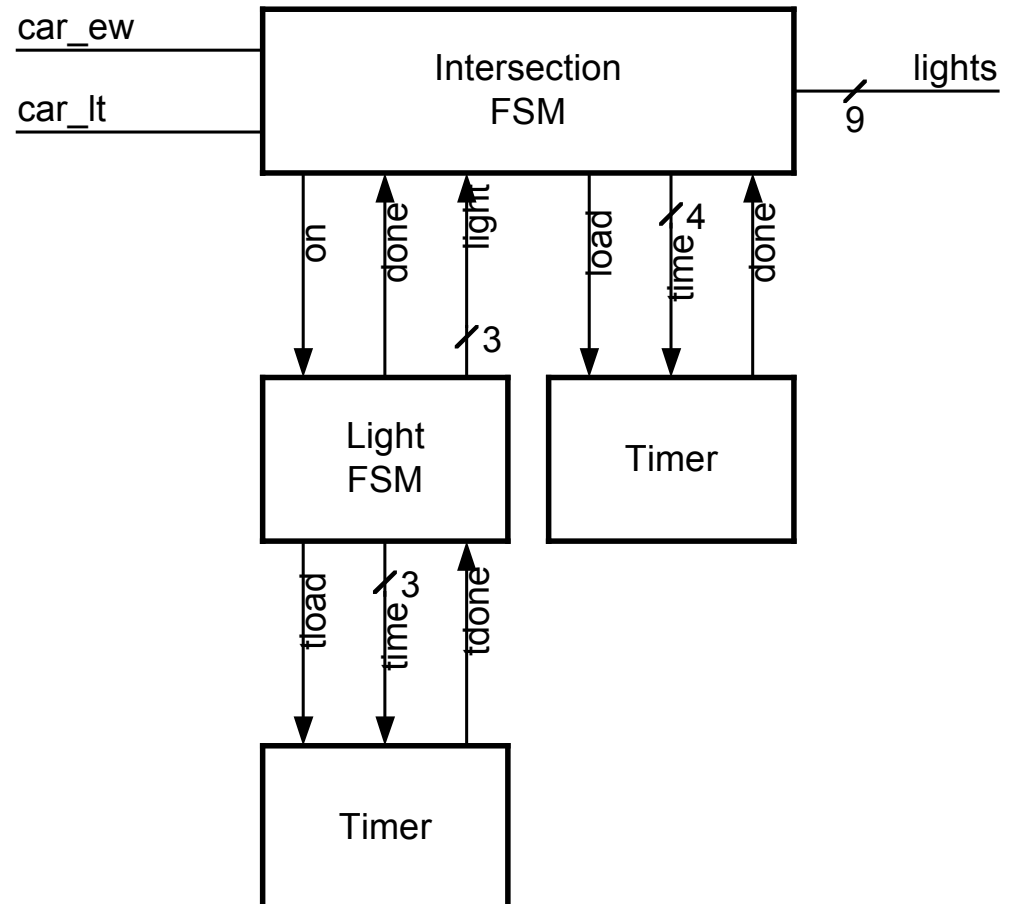 car_ew
car_lt
Intersection
FSM
lights
9
on
done
light
3
load
4
time
done
Light
FSM
Timer
tload
3
time
tdone
Timer